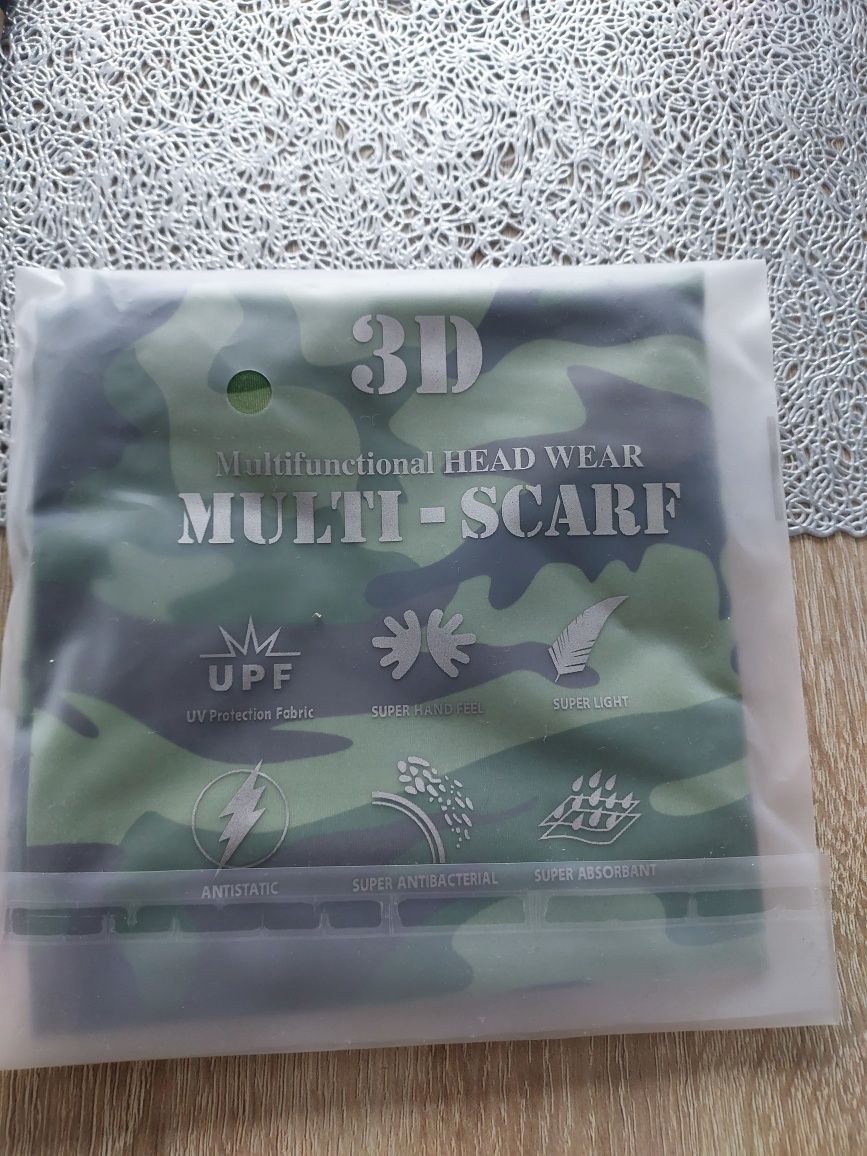 3D
Multifunctional HEAD WEAR
MULTI - SCARF
UPF
UV Protection Fabric
SUPER HAND FEEL
SUPER LIGHT
ANTISTATIC
SUPER ANTIBACTERIAL
SUPER ABSORBANT